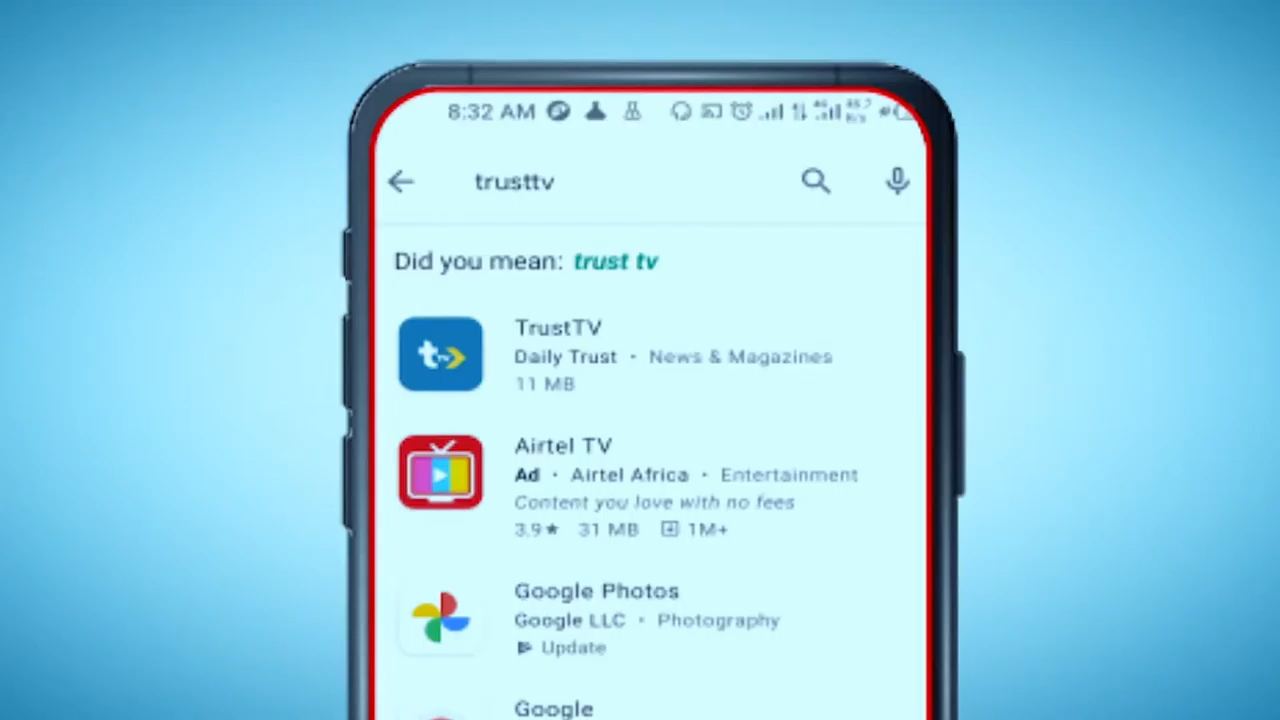 8:32 AM
trusttv
Did you mean: trust tv
TrustTV
Daily Trust · News & Magazines
11 MB
Airtel TV
Ad · Airtel Africa · Entertainment
Content you love with no fees
3.9★ 31 MB 1M+
Google Photos
Google LLC · Photography
Update
Google